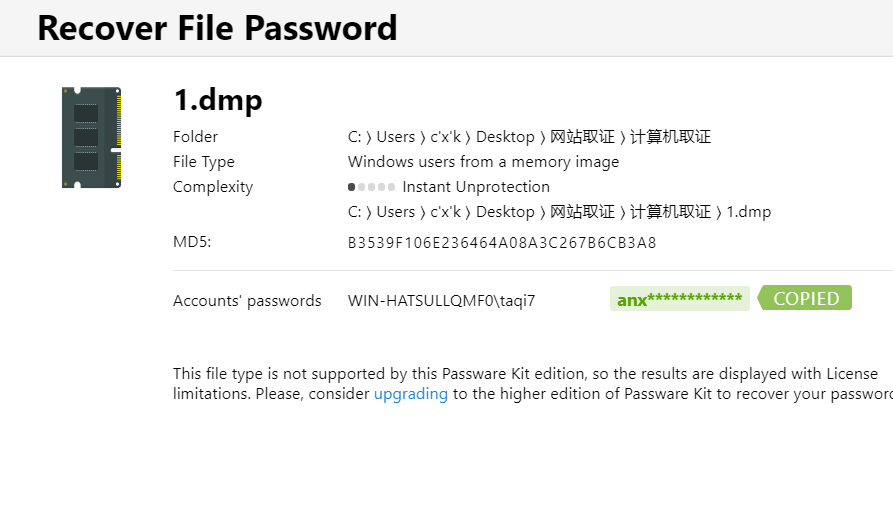 Recover File Password
1.dmp
Folder C: ⟩ Users ⟩ c'x'k ⟩ Desktop ⟩ 网站取证 ⟩ 计算机取证
File Type Windows users from a memory image
Complexity Instant Unprotection
C: ⟩ Users ⟩ c'x'k ⟩ Desktop ⟩ 网站取证 ⟩ 计算机取证 ⟩ 1.dmp
MD5: B3539F106E236464A08A3C267B6CB3A8
Accounts' passwords WIN-HATSULLQMF0\taqi7 anx************ COPIED
This file type is not supported by this Passware Kit edition, so the results are displayed with License
limitations. Please, consider upgrading to the higher edition of Passware Kit to recover your passwor